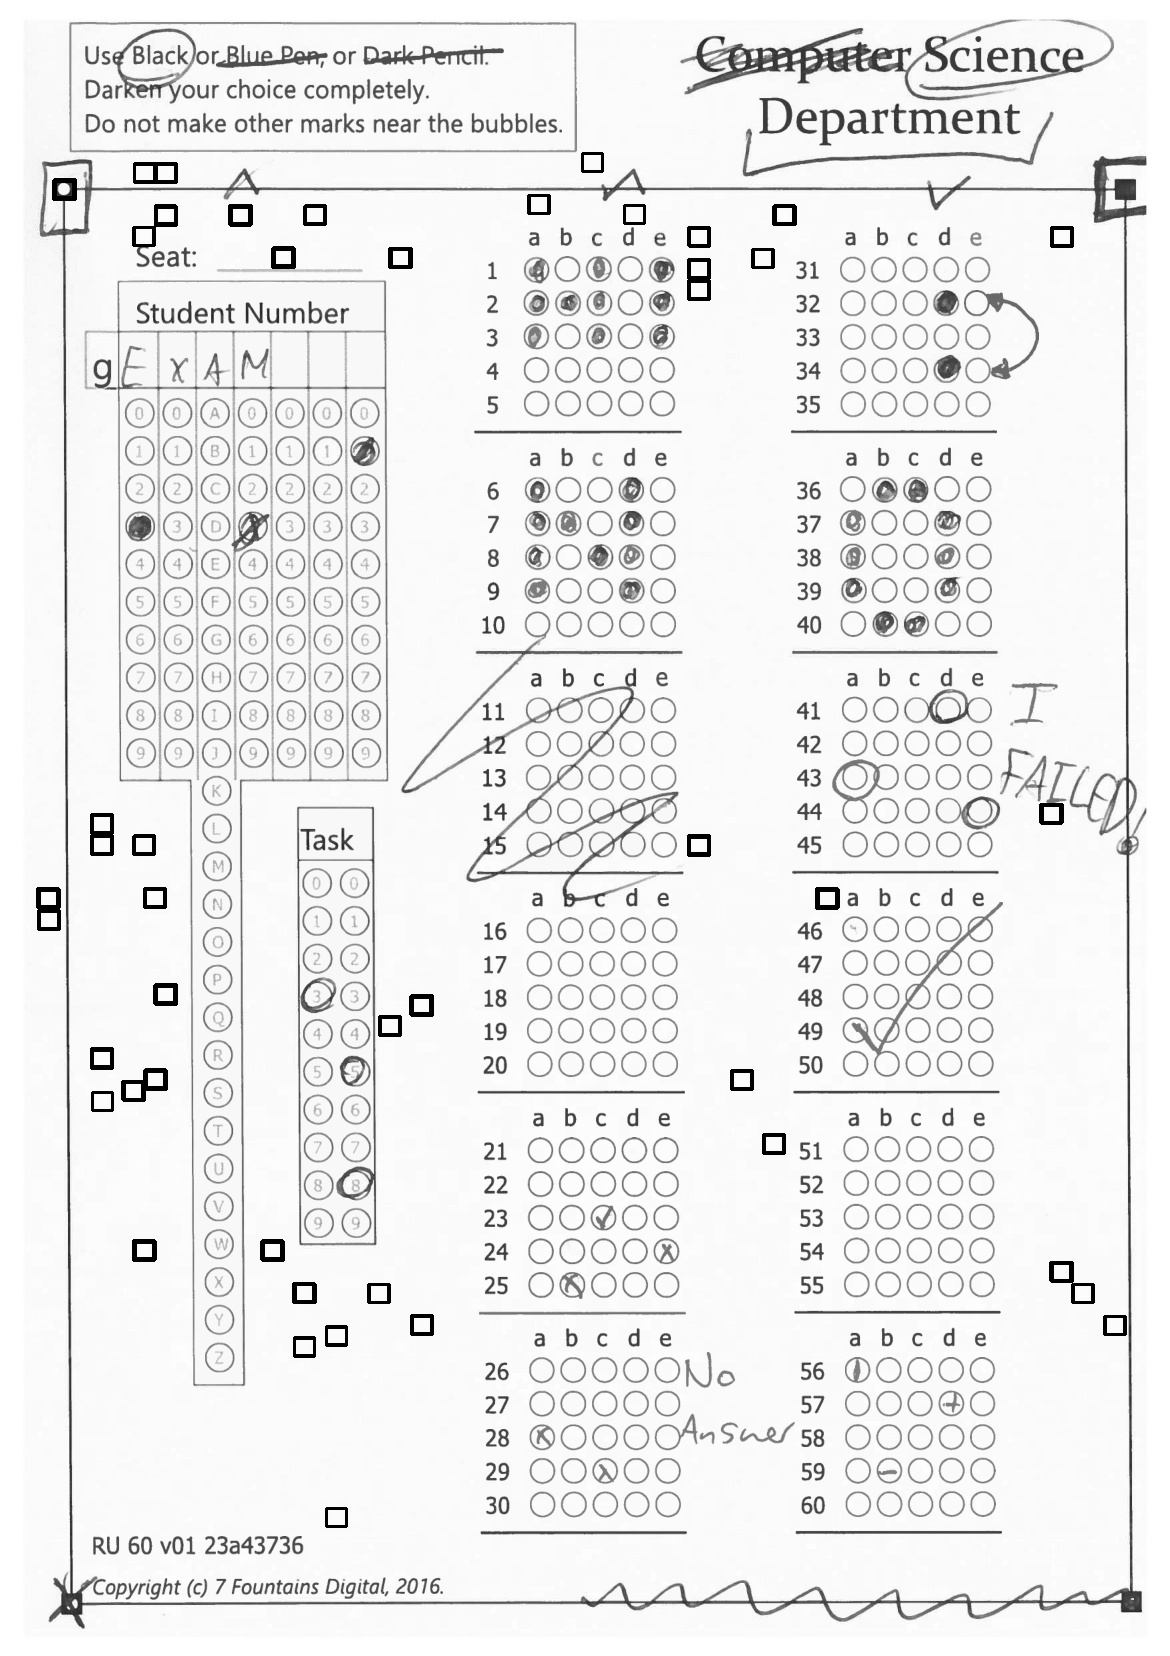 Use Black or Blue Pen, or Dark Pencil.
Darken your choice completely.
Do not make other marks near the bubbles.
Computer Science
Department
Seat:
Student Number
g E X A M
0 0 A 0 0 0 0
1 1 B 1 1 1
2 2 C 2 2 2 2
3 D 3 3 3
4 4 E 4 4 4 4
5 5 F 5 5 5 5
6 6 G 6 6 6 6
7 7 H 7 7 7 7
8 8 I 8 8 8 8
9 9 J 9 9 9 9
K
L
M
N
O
P
Q
R
S
T
U
V
W
X
Y
Z
Task
0 0
1 1
2 2
3 3
4 4
5 5
6 6
7 7
8 8
9 9
a b c d e
1
2
3
4
5
a b c d e
6
7
8
9
10
a b c d e
11
12
13
14
15
a b c d e
16
17
18
19
20
a b c d e
21
22
23
24
25
a b c d e
26
27
28
29
30
No
Answer
a b c d e
31
32
33
34
35
a b c d e
36
37
38
39
40
a b c d e
41
42
43
44
45
I
FAILED!
a b c d e
46
47
48
49
50
a b c d e
51
52
53
54
55
a b c d e
56
57
58
59
60
RU 60 v01 23a43736
Copyright (c) 7 Fountains Digital, 2016.